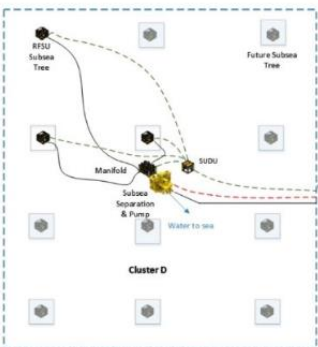 RFSU
Subsea
Tree
Future Subsea
Tree
SUDU
Manifold
Subsea
Separation
& Pump
Water to sea
Cluster D